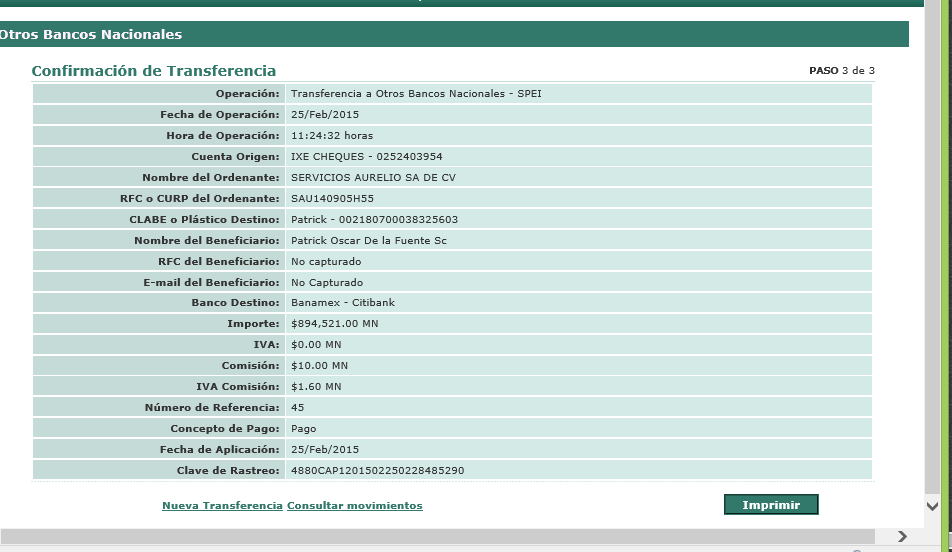 Otros Bancos Nacionales
Confirmación de Transferencia PASO 3 de 3
Operación: Transferencia a Otros Bancos Nacionales - SPEI
Fecha de Operación: 25/Feb/2015
Hora de Operación: 11:24:32 horas
Cuenta Origen: IXE CHEQUES - 0252403954
Nombre del Ordenante: SERVICIOS AURELIO SA DE CV
RFC o CURP del Ordenante: SAU140905H55
CLABE o Plástico Destino: Patrick - 002180700038325603
Nombre del Beneficiario: Patrick Oscar De la Fuente Sc
RFC del Beneficiario: No capturado
E-mail del Beneficiario: No Capturado
Banco Destino: Banamex - Citibank
Importe: $894,521.00 MN
IVA: $0.00 MN
Comisión: $10.00 MN
IVA Comisión: $1.60 MN
Número de Referencia: 45
Concepto de Pago: Pago
Fecha de Aplicación: 25/Feb/2015
Clave de Rastreo: 4880CAP1201502250228485290
Nueva Transferencia Consultar movimientos Imprimir